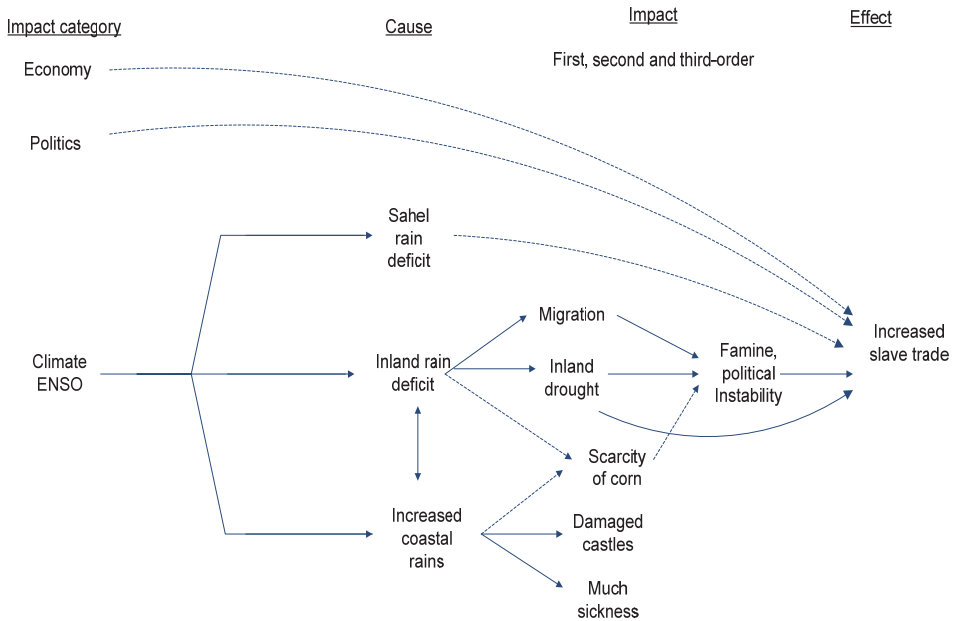 Impact category
Cause
Impact
Effect
First, second and third-order
Economy
Politics
Sahel
rain
deficit
Climate
ENSO
Inland rain
deficit
Migration
Inland
drought
Famine,
political
Instability
Increased
slave trade
Scarcity
of corn
Increased
coastal
rains
Damaged
castles
Much
sickness